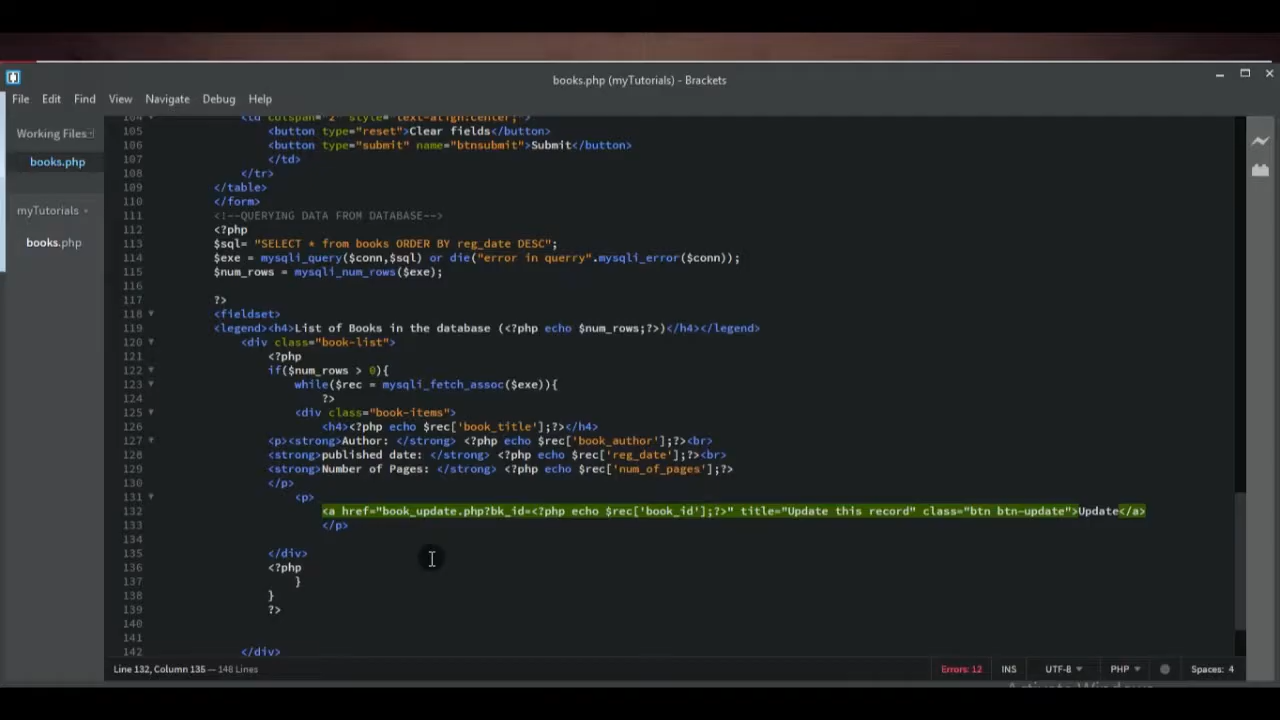 books.php (myTutorials) - Brackets
File Edit Find View Navigate Debug Help
Working Files
books.php
myTutorials
books.php
104 <td colspan="2" style="text-align:center;">
105 <button type="reset">Clear fields</button>
106 <button type="submit" name="btnsubmit">Submit</button>
107 </td>
108 </tr>
109 </table>
110 </form>
111 <!--QUERYING DATA FROM DATABASE-->
112 <?php
113 $sql= "SELECT * from books ORDER BY reg_date DESC";
114 $exe = mysqli_query($conn,$sql) or die("error in querry".mysqli_error($conn));
115 $num_rows = mysqli_num_rows($exe);
116
117 ?>
118 <fieldset>
119 <legend><h4>List of Books in the database (<?php echo $num_rows;?>)</h4></legend>
120 <div class="book-list">
121 <?php
122 if($num_rows > 0){
123 while($rec = mysqli_fetch_assoc($exe)){
124 ?>
125 <div class="book-items">
126 <h4><?php echo $rec['book_title'];?></h4>
127 <p><strong>Author: </strong> <?php echo $rec['book_author'];?><br>
128 <strong>published date: </strong> <?php echo $rec['reg_date'];?><br>
129 <strong>Number of Pages: </strong> <?php echo $rec['num_of_pages'];?>
130 </p>
131 <p>
132 <a href="book_update.php?bk_id=<?php echo $rec['book_id'];?>" title="Update this record" class="btn btn-update">Update</a>
133 </p>
134
135 </div>
136 <?php
137 }
138 }
139 ?>
140
141
142 </div>
Line 132, Column 135 — 148 Lines
Errors: 12 INS UTF-8 PHP Spaces: 4